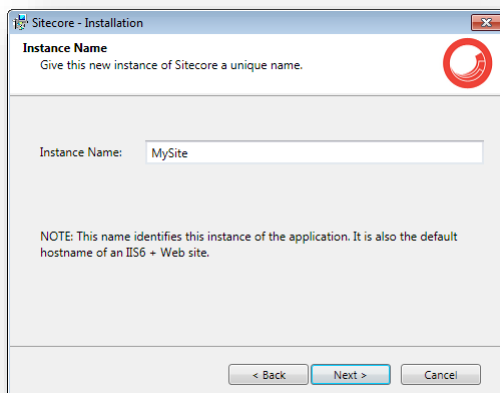 Sitecore - Installation
Instance Name
Give this new instance of Sitecore a unique name.
Instance Name: MySite
NOTE: This name identifies this instance of the application. It is also the default
hostname of an IIS6 + Web site.
< Back Next > Cancel